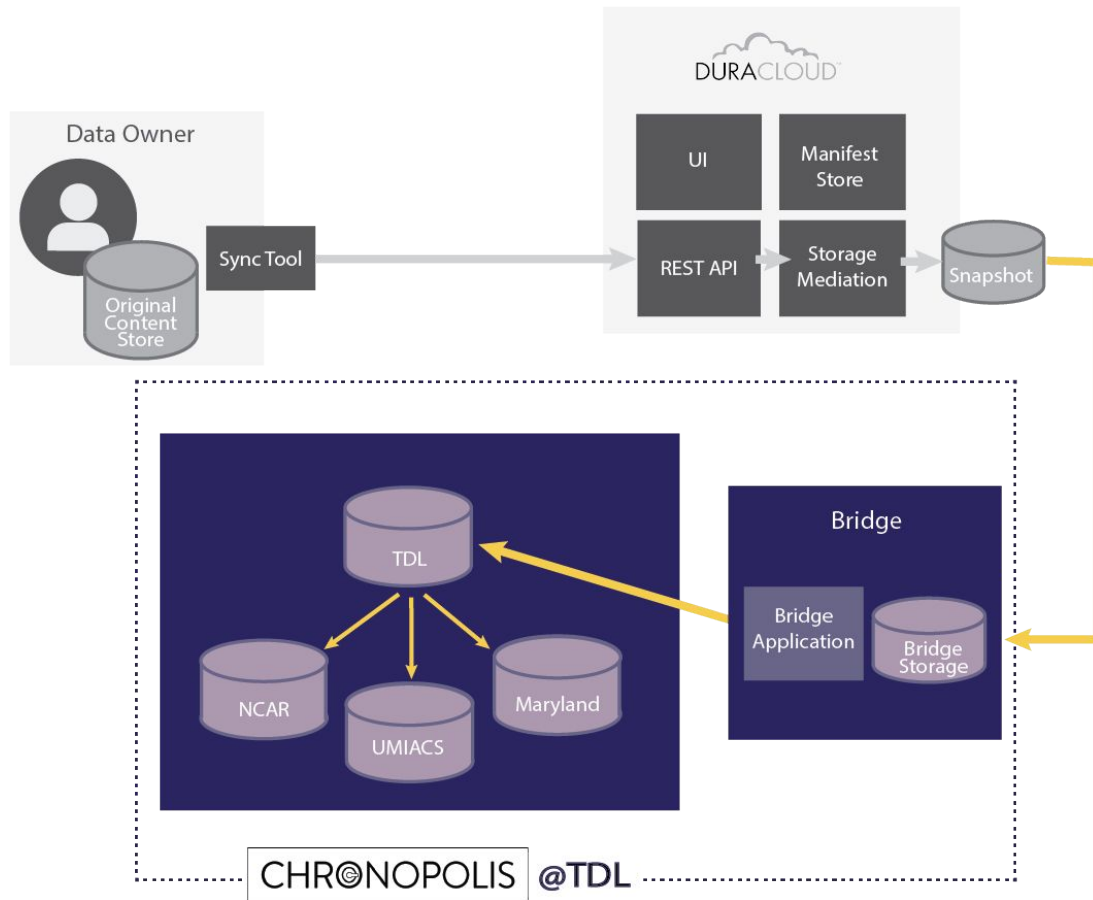 DURACLOUD™
Data Owner
UI
Manifest
Store
Sync Tool
REST API
Storage
Mediation
Snapshot
Original
Content
Store
TDL
NCAR
UMIACS
Maryland
Bridge
Bridge
Application
Bridge
Storage
CHRONOPOLIS @TDL